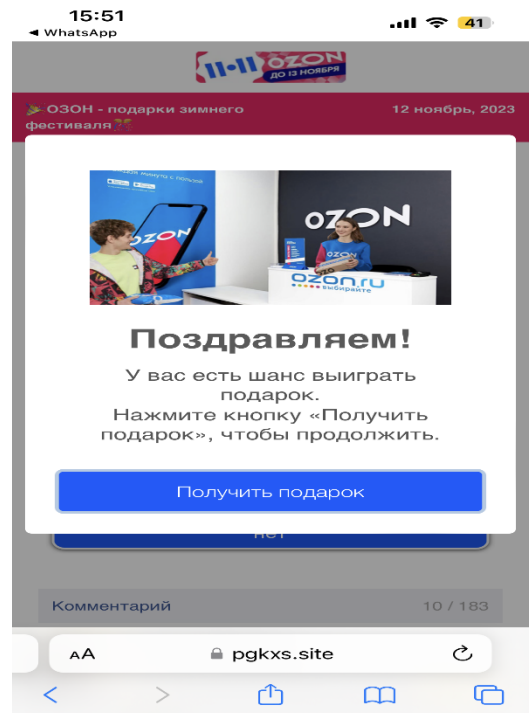 15:51
41
◄ WhatsApp
11•11 OZON
ДО 13 НОЯБРЯ
🎉 ОЗОН - подарки зимнего
фестиваля🎊
12 ноябрь, 2023
OZON
OZON
OZON
ozon.ru
выбирайте
Поздравляем!
У вас есть шанс выиграть
подарок.
Нажмите кнопку «Получить
подарок», чтобы продолжить.
Получить подарок
нет
Комментарий
10 / 183
AA
pgkxs.site